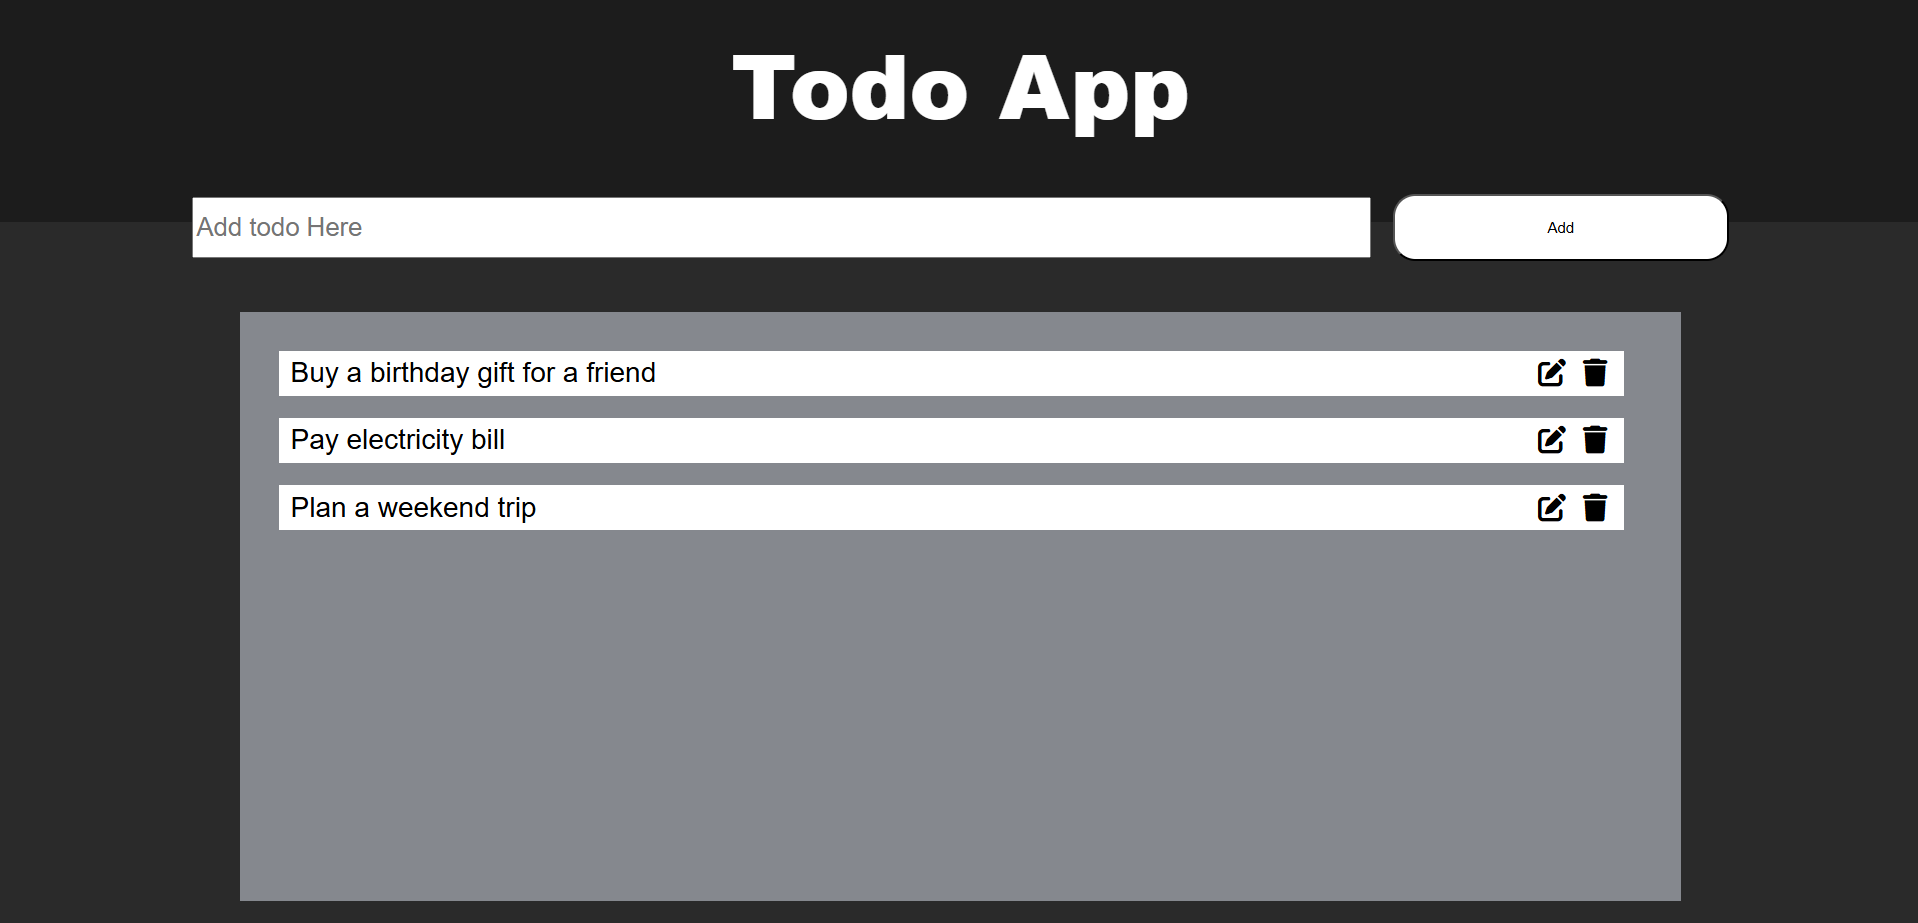 Todo App
Add todo Here
Add
Buy a birthday gift for a friend
Pay electricity bill
Plan a weekend trip